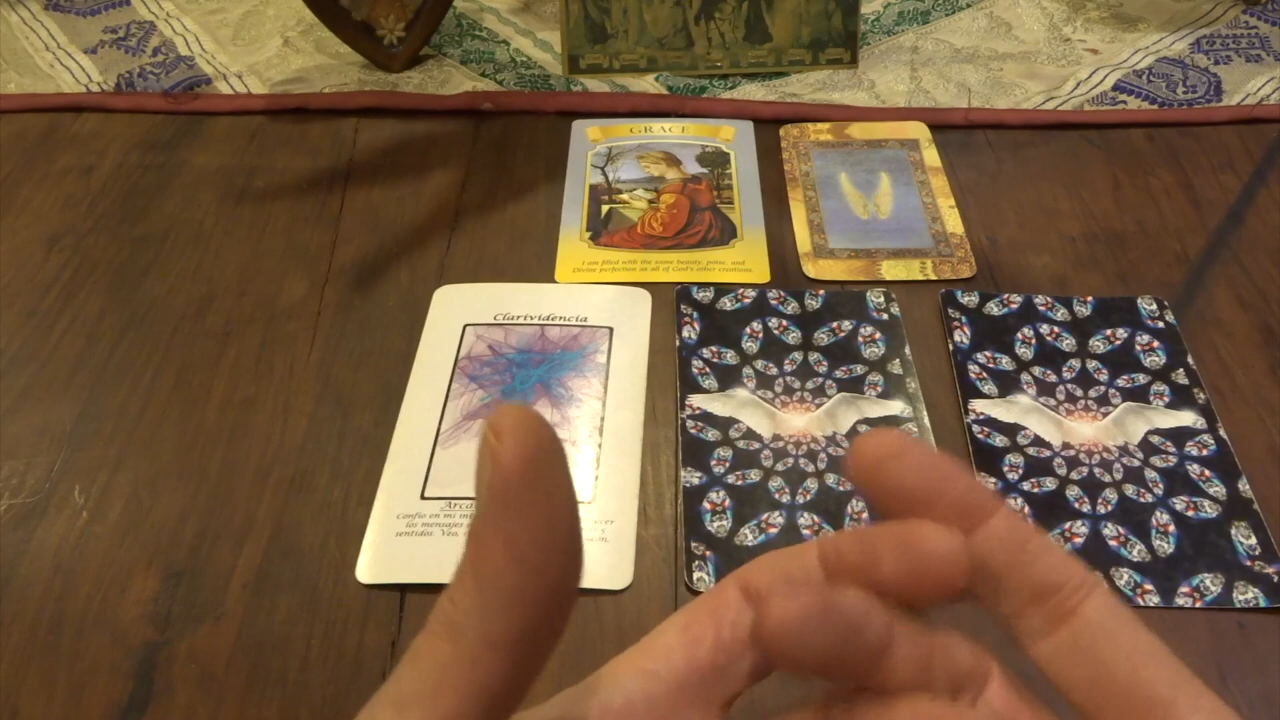 GRACE
I am filled with the same beauty, poise, and
Divine perfection as all of God's other creations.
Clarividencia
Confío en mi
los mensajes
sentidos. Veo,